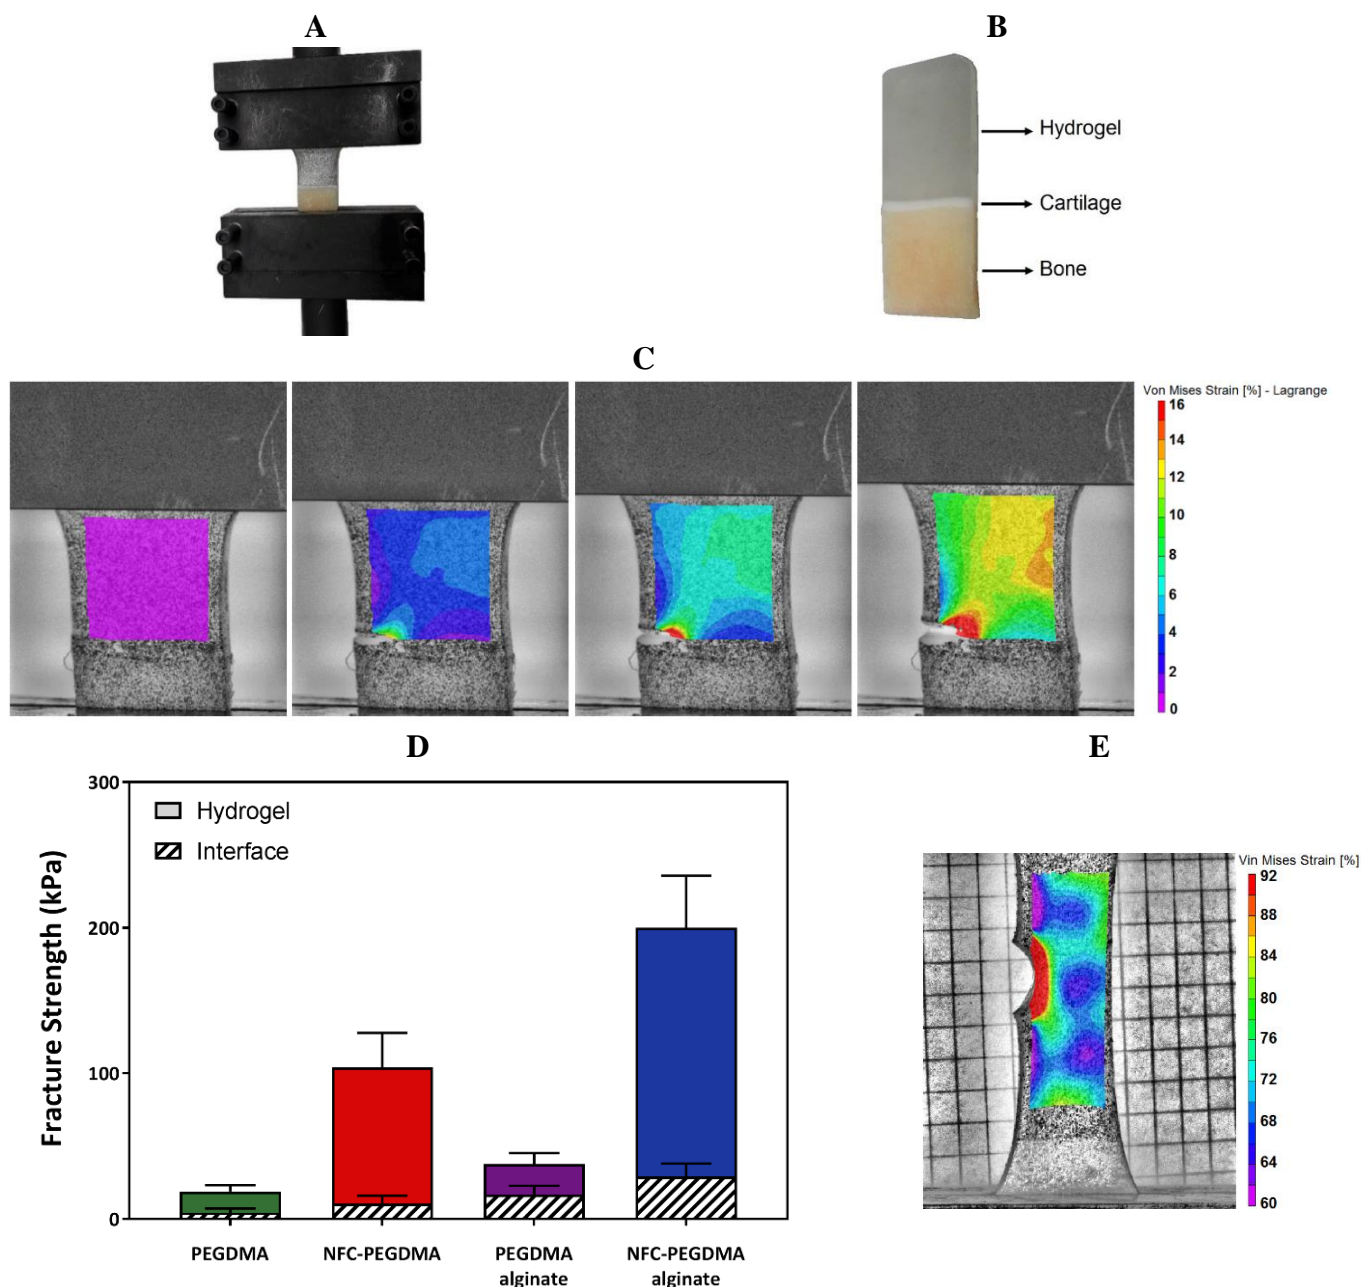 A
B
Hydrogel
Cartilage
Bone
C
Von Mises Strain [%] - Lagrange
16
14
12
10
8
6
4
2
0
D
E
300
200
100
0
Fracture Strength (kPa)
Hydrogel
Interface
PEGDMA
NFC-PEGDMA
PEGDMA
alginate
NFC-PEGDMA
alginate
Vin Mises Strain [%]
92
88
84
80
76
72
68
64
60